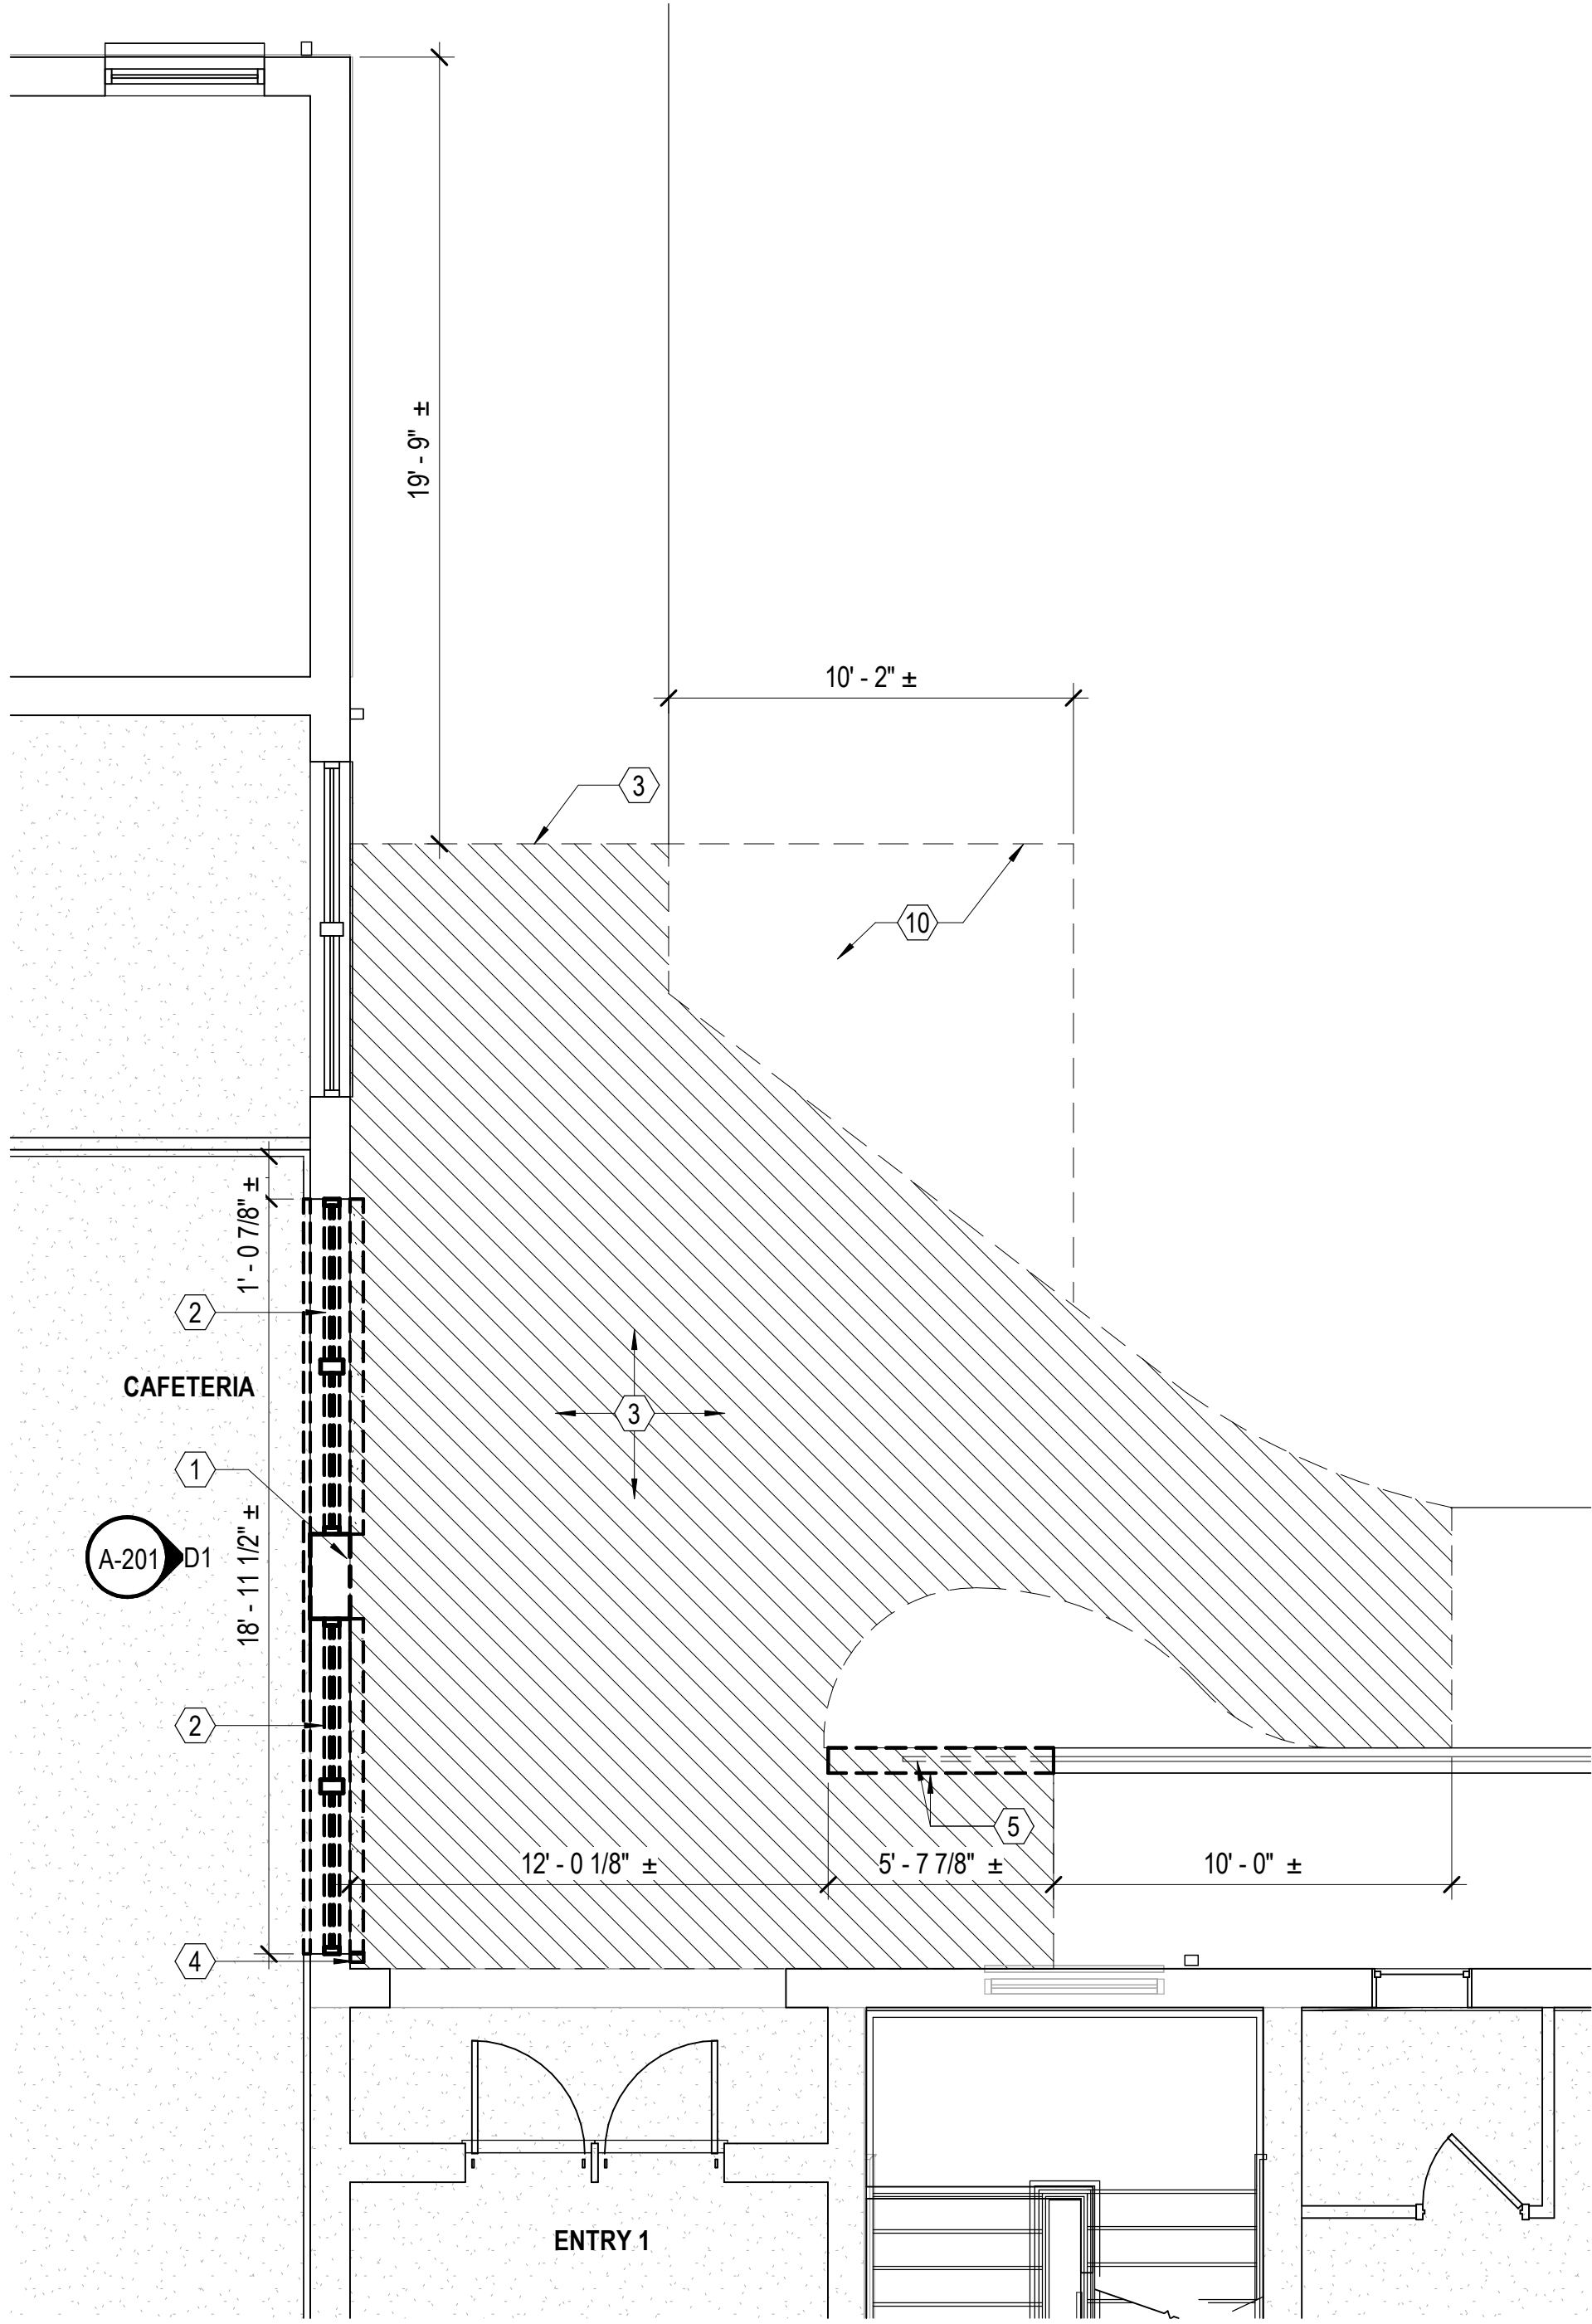 19' - 9" ±
10' - 2" ±
3
10
1' - 0 7/8" ±
2
CAFETERIA
3
1
18' - 11 1/2" ±
A-201
D1
2
5
12' - 0 1/8" ±
5' - 7 7/8" ±
10' - 0" ±
4
ENTRY 1